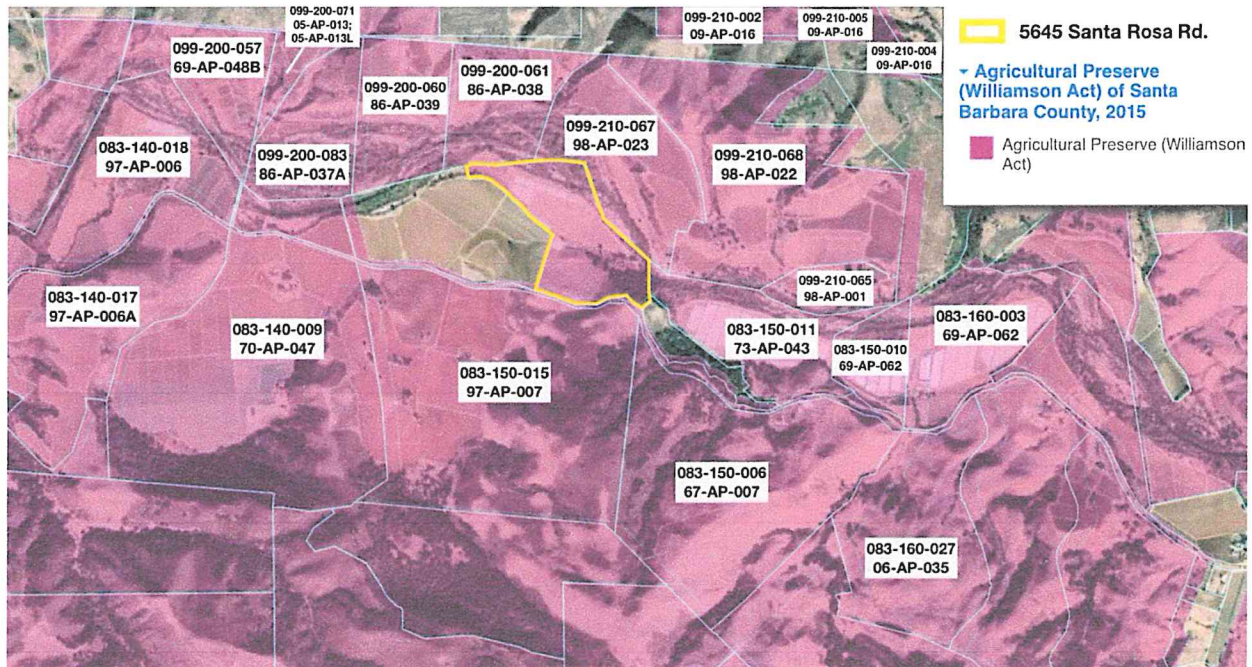 099-200-071
05-AP-013;
05-AP-013L
099-210-002
09-AP-016
099-210-005
09-AP-016
099-210-004
09-AP-016
5645 Santa Rosa Rd.
Agricultural Preserve
(Williamson Act) of Santa
Barbara County, 2015
Agricultural Preserve (Williamson
Act)
099-200-057
69-AP-048B
099-200-060
86-AP-039
099-200-061
86-AP-038
099-210-067
98-AP-023
083-140-018
97-AP-006
099-200-083
86-AP-037A
099-210-068
98-AP-022
099-210-065
98-AP-001
083-140-017
97-AP-006A
083-140-009
70-AP-047
083-150-011
73-AP-043
083-160-003
69-AP-062
083-150-010
69-AP-062
083-150-015
97-AP-007
083-150-006
67-AP-007
083-160-027
06-AP-035